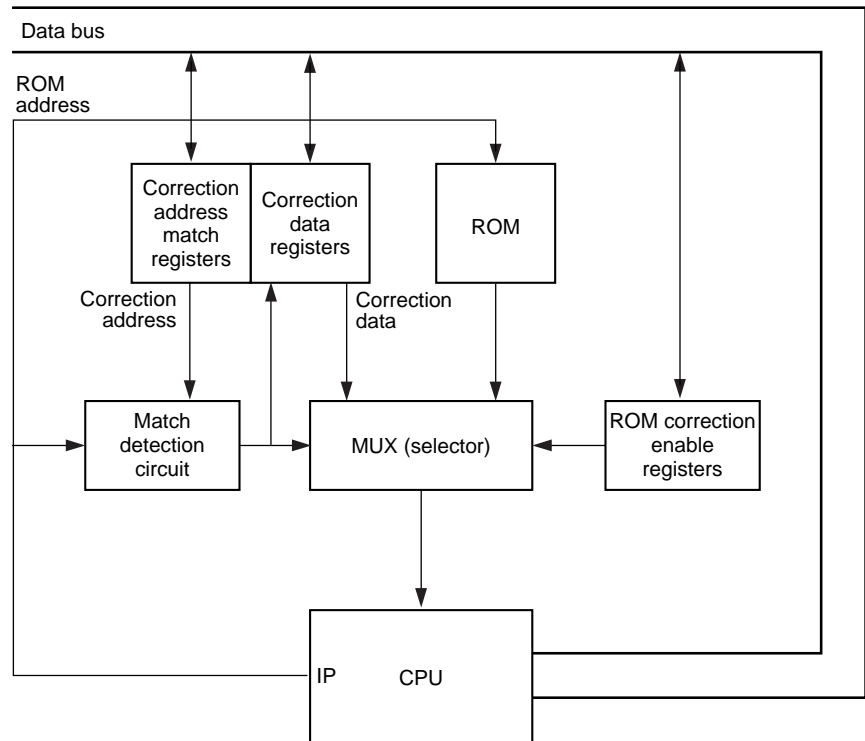 Data bus
ROM
address
Correction
address
match
registers
Correction
data
registers
ROM
Correction
address
Correction
data
Match
detection
circuit
MUX (selector)
ROM correction
enable
registers
IP
CPU